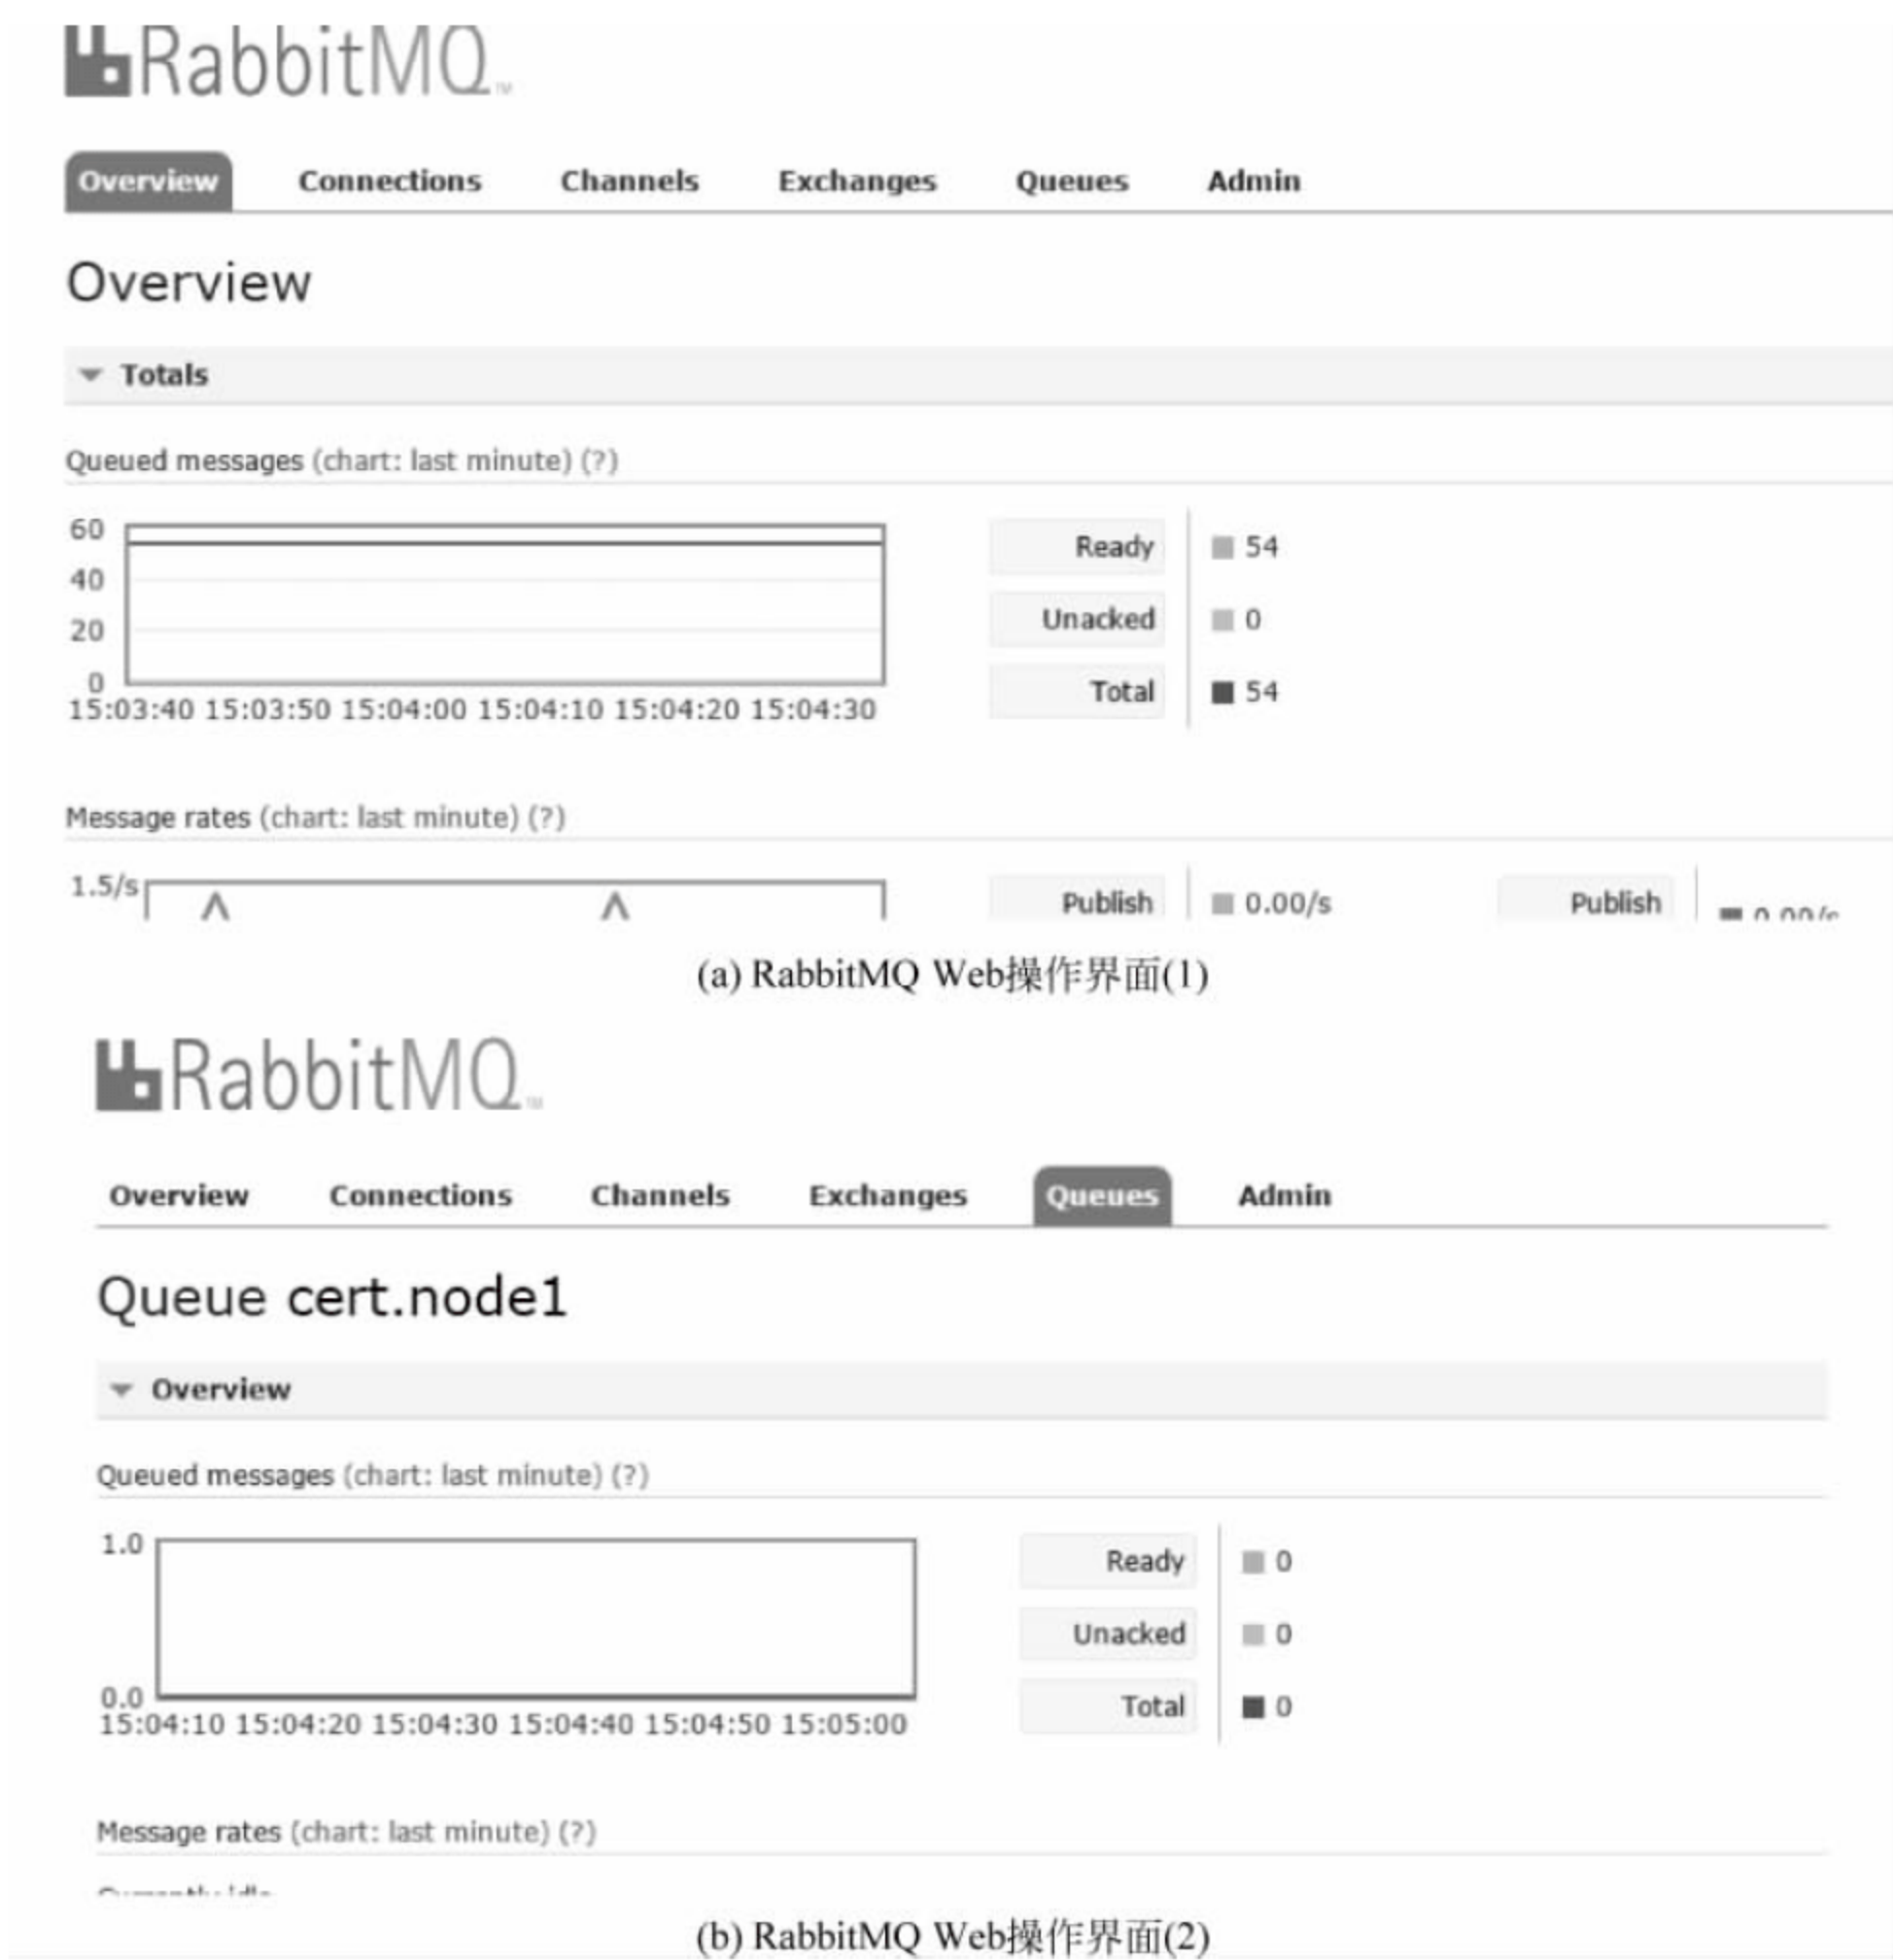 RabbitMQ TM
Overview Connections Channels Exchanges Queues Admin
Overview
Totals
Queued messages (chart: last minute) (?)
60
40
20
0
15:03:40 15:03:50 15:04:00 15:04:10 15:04:20 15:04:30
Ready 54
Unacked 0
Total 54
Message rates (chart: last minute) (?)
1.5/s
Publish 0.00/s Publish 0.00/s
(a) RabbitMQ Web操作界面(1)
RabbitMQ TM
Overview Connections Channels Exchanges Queues Admin
Queue cert.node1
Overview
Queued messages (chart: last minute) (?)
1.0
0.0
15:04:10 15:04:20 15:04:30 15:04:40 15:04:50 15:05:00
Ready 0
Unacked 0
Total 0
Message rates (chart: last minute) (?)
Currently idle
(b) RabbitMQ Web操作界面(2)